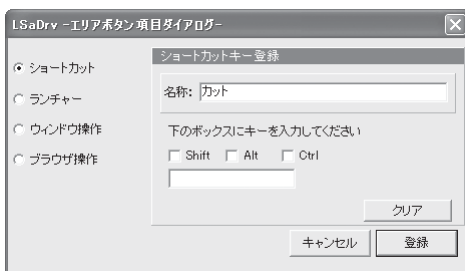 LSaDrv -エリアボタン項目ダイアログ-
ショートカット
ランチャー
ウィンドウ操作
ブラウザ操作
ショートカットキー登録
名称: カット
下のボックスにキーを入力してください
Shift Alt Ctrl
クリア
キャンセル 登録